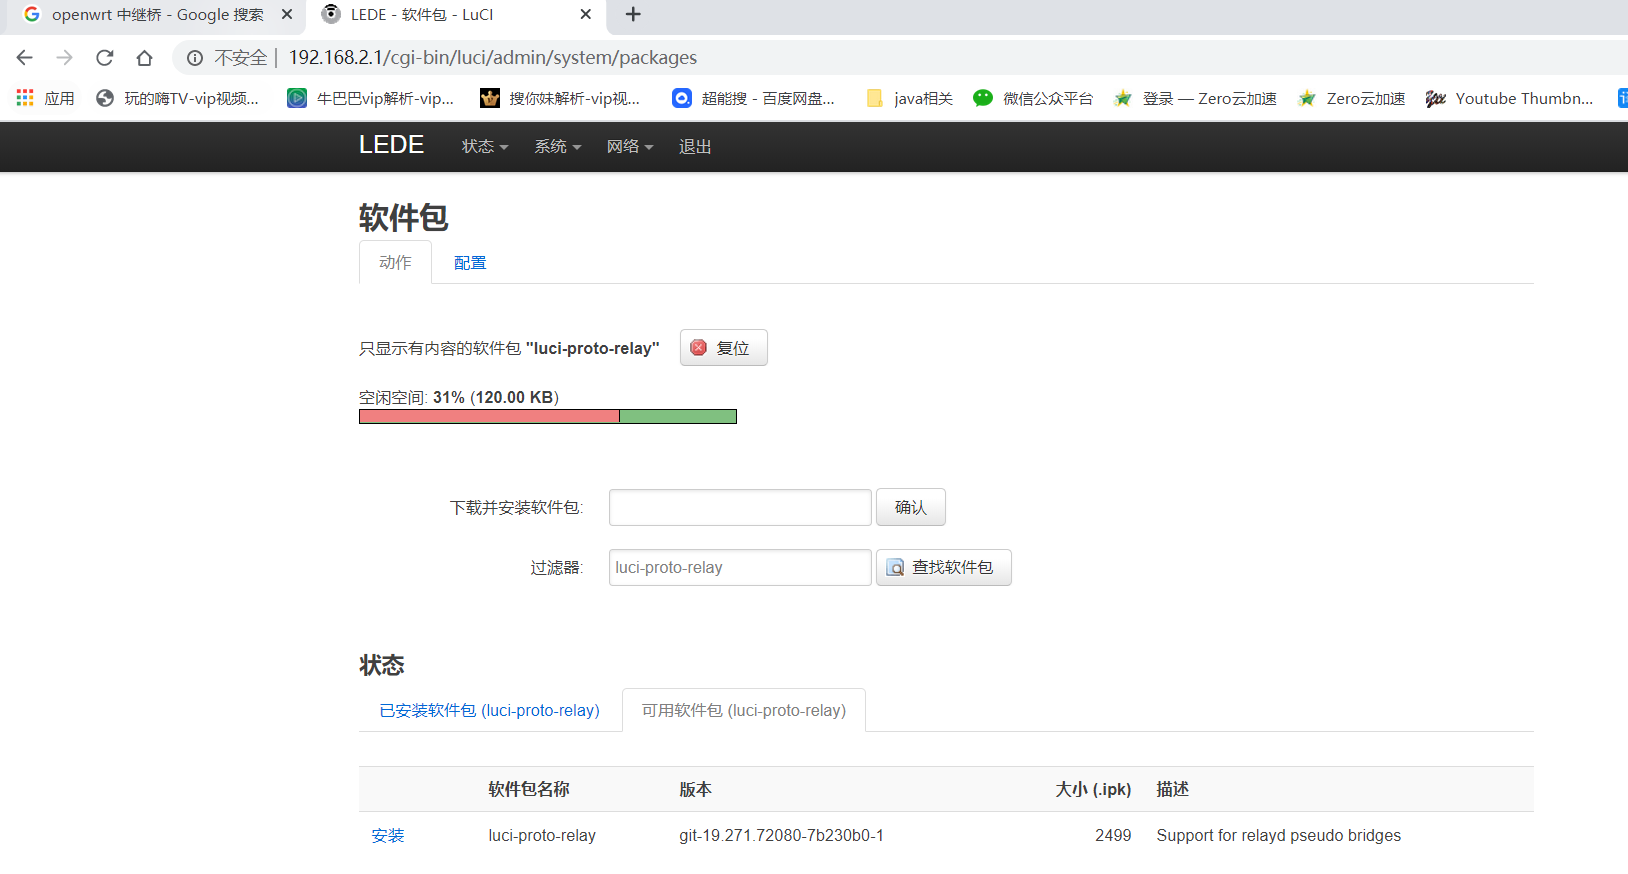 openwrt 中继桥 - Google 搜索
LEDE - 软件包 - LuCI
不安全 | 192.168.2.1/cgi-bin/luci/admin/system/packages
应用 玩的嗨TV-vip视频... 牛巴巴vip解析-vip... 搜你妹解析-vip视... 超能搜 - 百度网盘... java相关 微信公众平台 登录 — Zero云加速 Zero云加速 Youtube Thumbn...
LEDE 状态 系统 网络 退出
软件包
动作 配置
只显示有内容的软件包 "luci-proto-relay" 复位
空闲空间: 31% (120.00 KB)
下载并安装软件包: 确认
过滤器: luci-proto-relay 查找软件包
状态
已安装软件包 (luci-proto-relay) 可用软件包 (luci-proto-relay)
软件包名称 版本 大小 (.ipk) 描述
安装 luci-proto-relay git-19.271.72080-7b230b0-1 2499 Support for relayd pseudo bridges